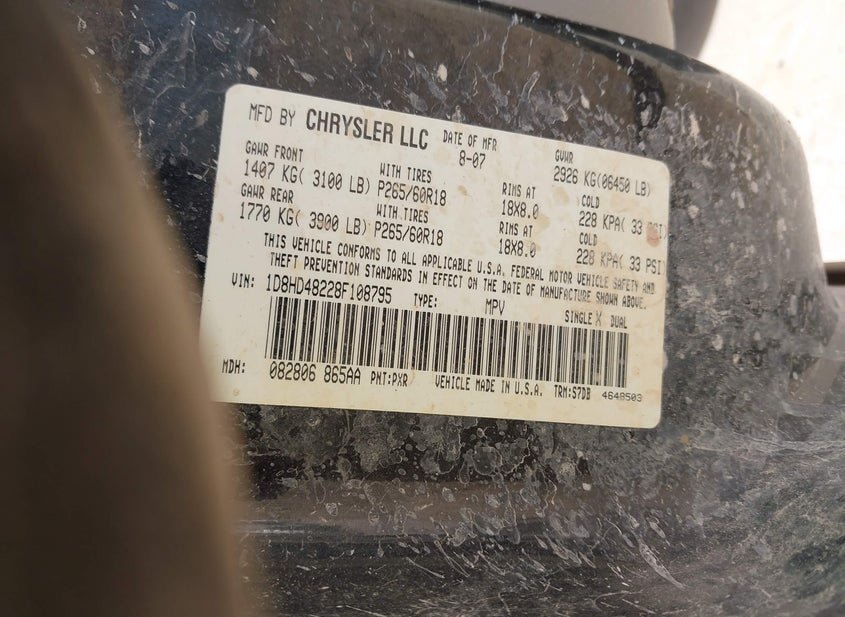 MFD BY CHRYSLER LLC DATE OF MFR 8-07 GVWR 2926 KG(06450 LB)
GAWR FRONT WITH TIRES RIMS AT COLD
1407 KG( 3100 LB) P265/60R18 18X8.0 228 KPA( 33 PSI)
GAWR REAR WITH TIRES RIMS AT COLD
1770 KG( 3900 LB) P265/60R18 18X8.0 228 KPA( 33 PSI)
THIS VEHICLE CONFORMS TO ALL APPLICABLE U.S.A. FEDERAL MOTOR VEHICLE SAFETY AND
THEFT PREVENTION STANDARDS IN EFFECT ON THE DATE OF MANUFACTURE SHOWN ABOVE.
VIN: 1D8HD48228F108795 TYPE: MPV SINGLE X DUAL
MDH: 082806 865AA PNT:PXR VEHICLE MADE IN U.S.A. TRM:S7DB 4648503